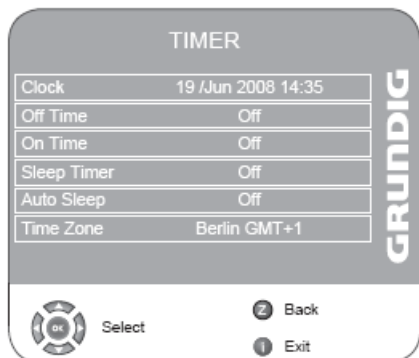 TIMER
Clock 19 /Jun 2008 14:35
Off Time Off
On Time Off
Sleep Timer Off
Auto Sleep Off
Time Zone Berlin GMT+1
GRUNDIG
OK Select
Z Back
i Exit